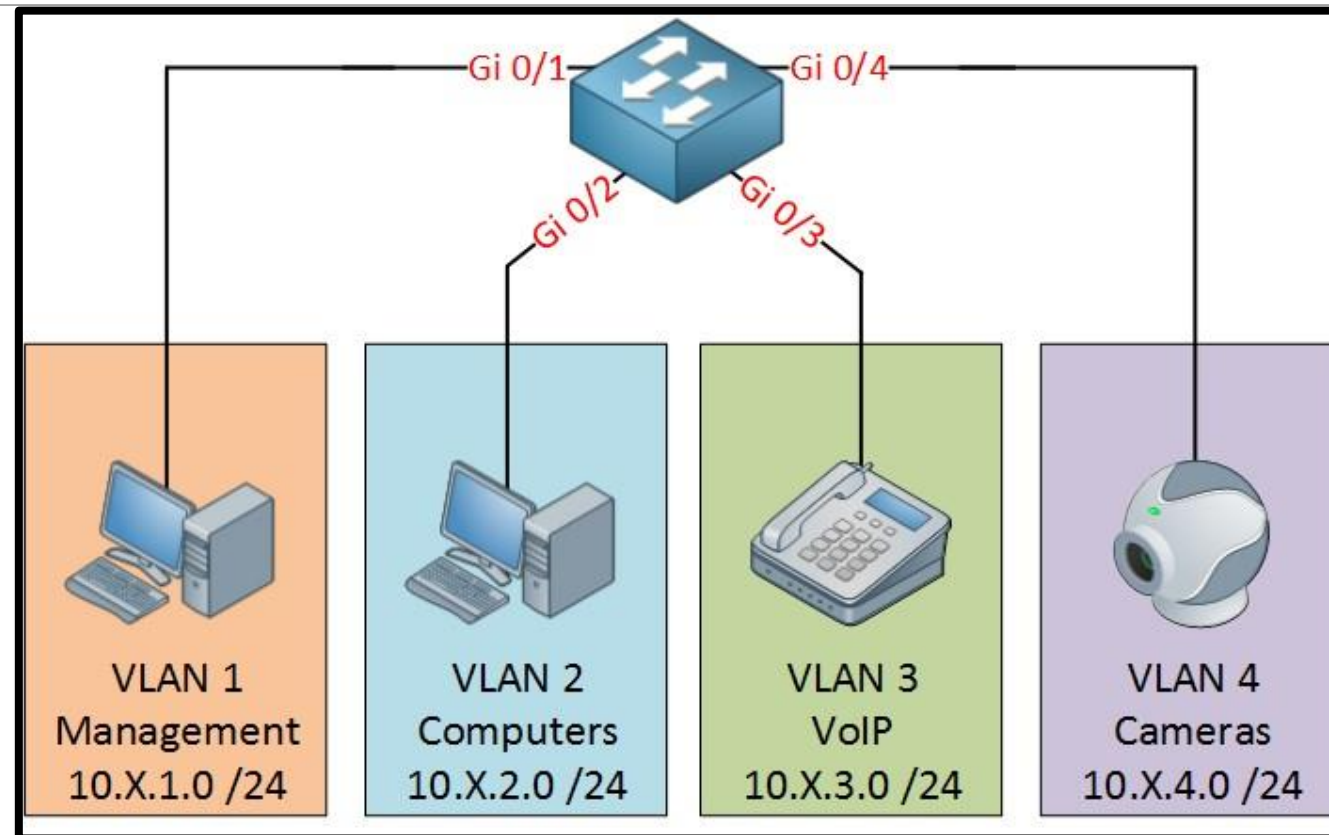 Gi 0/1
Gi 0/4
Gi 0/2
Gi 0/3
VLAN 1
Management
10.X.1.0 /24
VLAN 2
Computers
10.X.2.0 /24
VLAN 3
VoIP
10.X.3.0 /24
VLAN 4
Cameras
10.X.4.0 /24